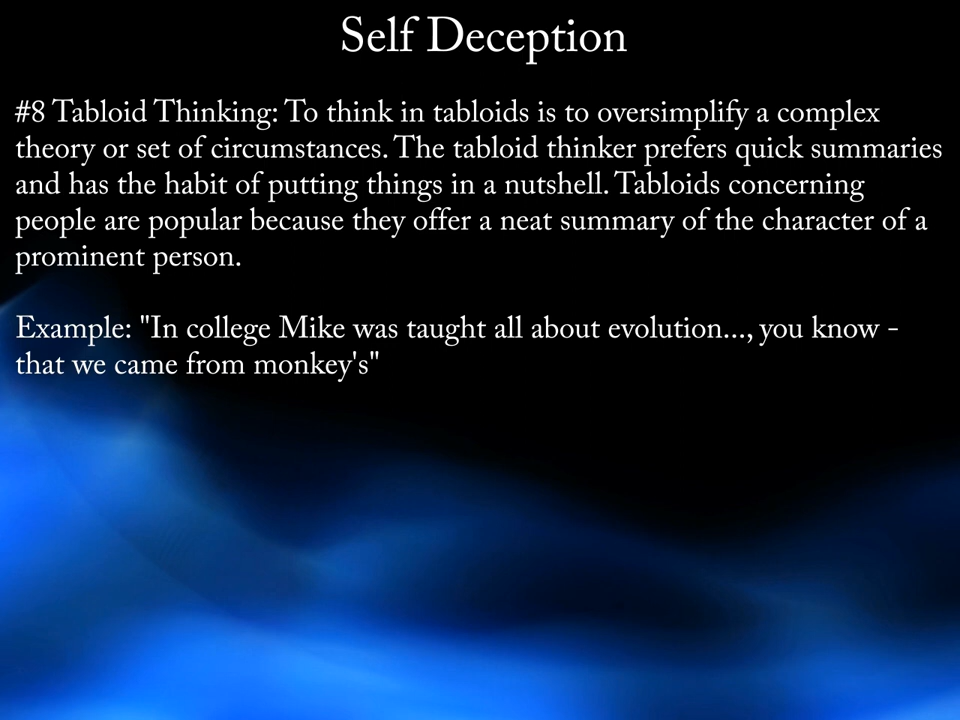 Self Deception
#8 Tabloid Thinking: To think in tabloids is to oversimplify a complex
theory or set of circumstances. The tabloid thinker prefers quick summaries
and has the habit of putting things in a nutshell. Tabloids concerning
people are popular because they offer a neat summary of the character of a
prominent person.
Example: "In college Mike was taught all about evolution..., you know -
that we came from monkey's"